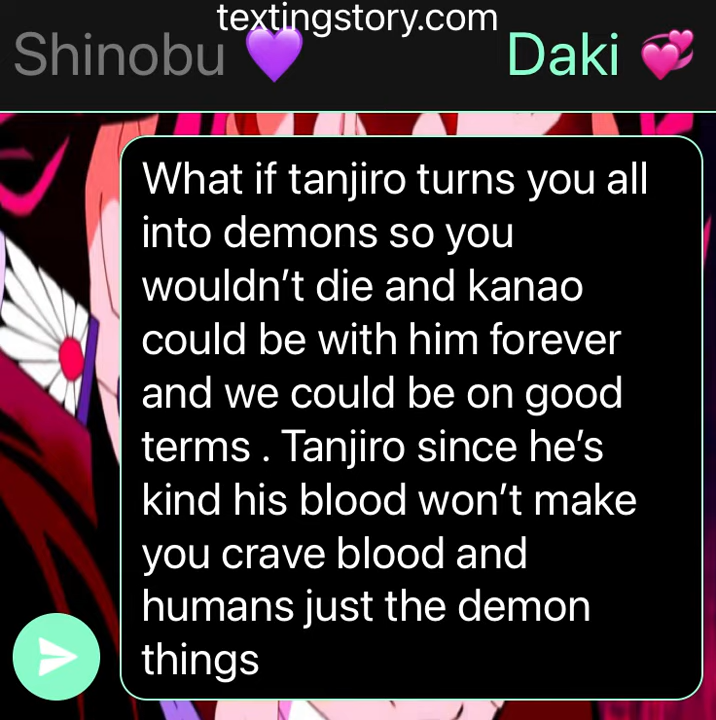 textingstory.com
Shinobu 💜 Daki 💞
What if tanjiro turns you all
into demons so you
wouldn’t die and kanao
could be with him forever
and we could be on good
terms . Tanjiro since he’s
kind his blood won’t make
you crave blood and
humans just the demon
things